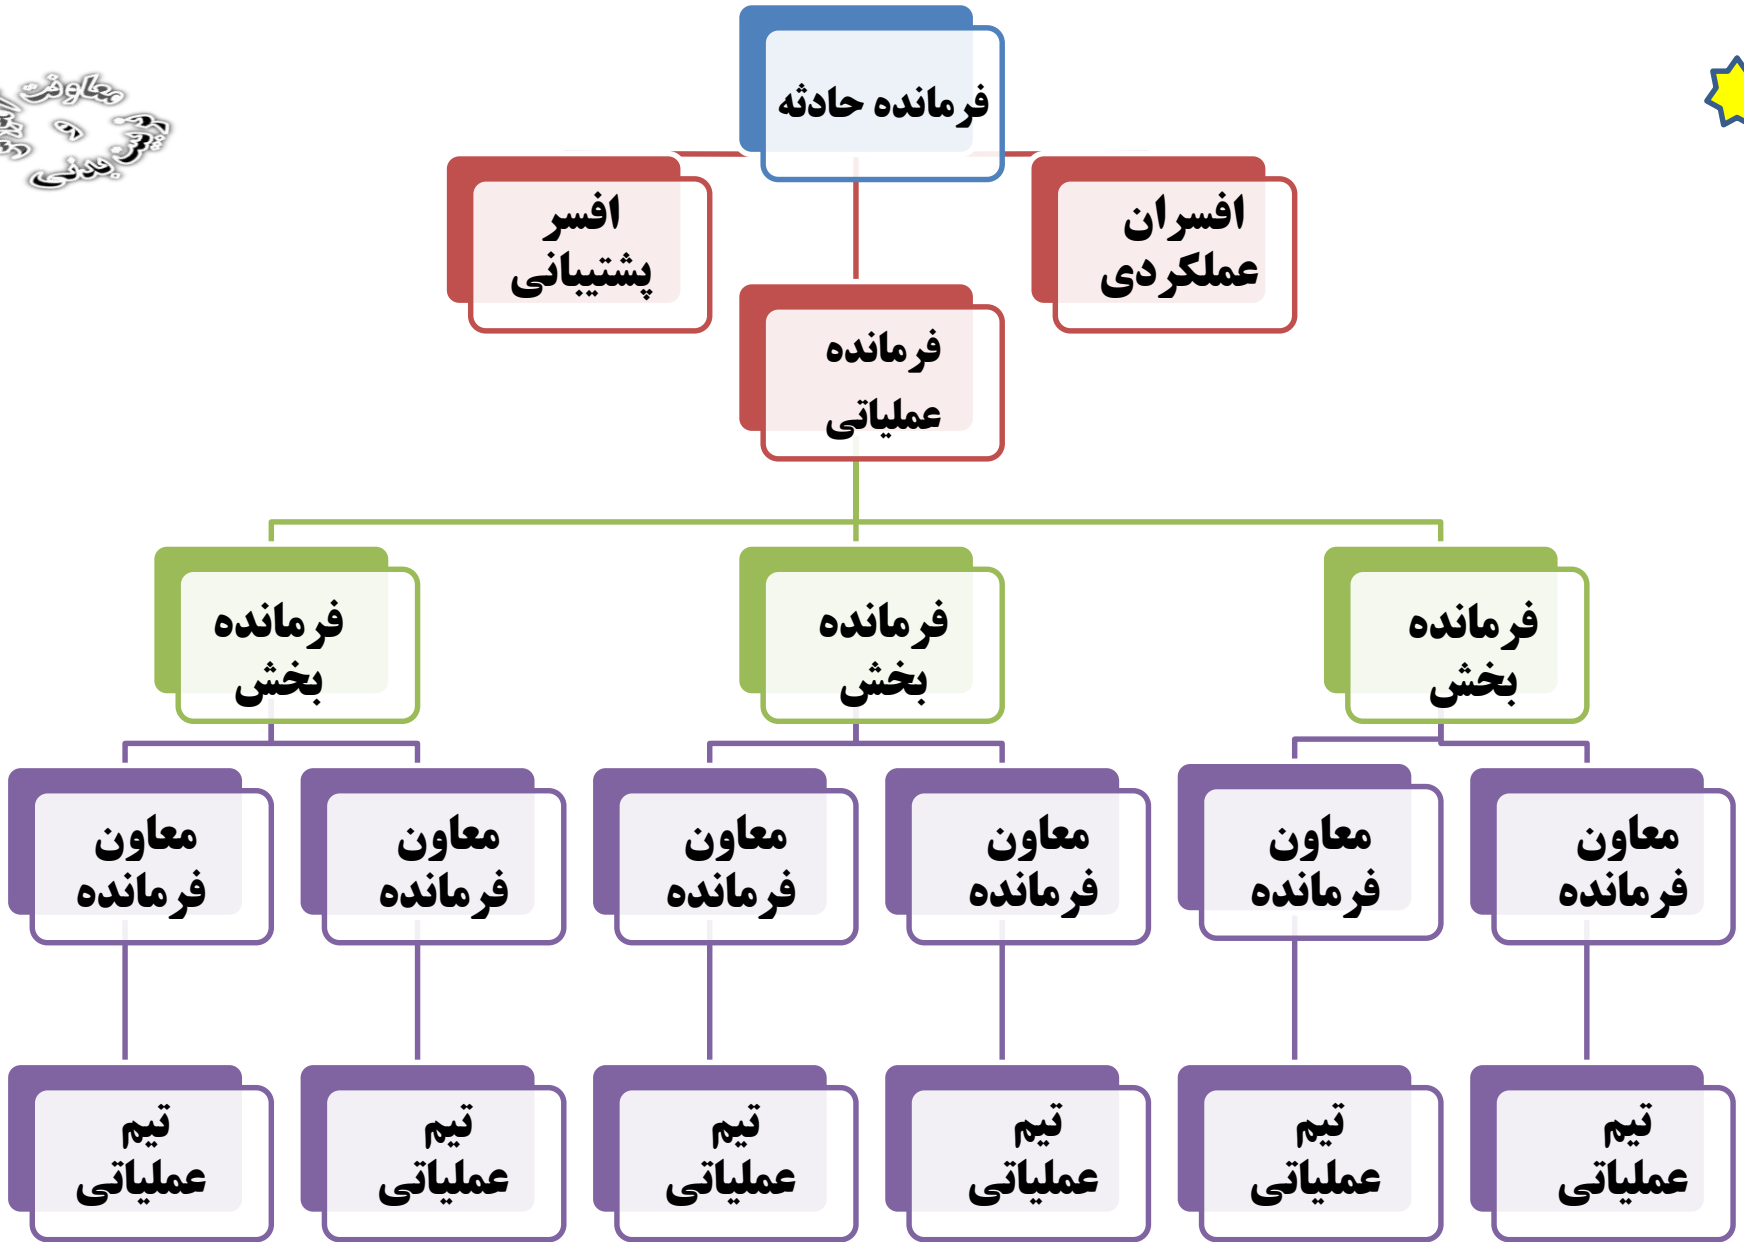 فرمانده حادثه
افسران
عملکردی
افسر
پشتیبانی
فرمانده
عملیاتی
فرمانده
بخش
فرمانده
بخش
فرمانده
بخش
معاون
فرمانده
معاون
فرمانده
معاون
فرمانده
معاون
فرمانده
معاون
فرمانده
معاون
فرمانده
تیم
عملیاتی
تیم
عملیاتی
تیم
عملیاتی
تیم
عملیاتی
تیم
عملیاتی
تیم
عملیاتی
معاونت
و
بدنی